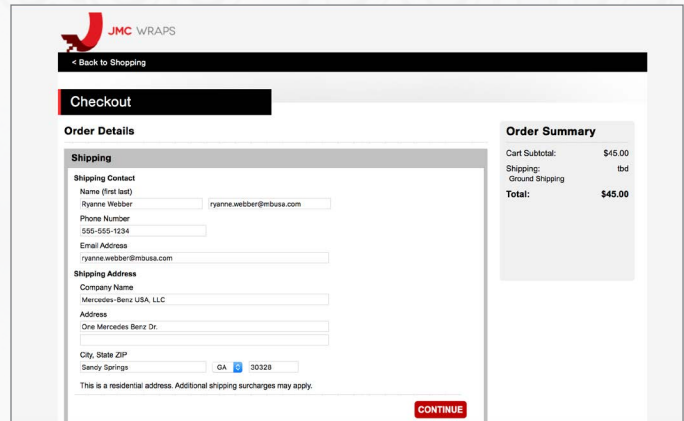 JMC WRAPS
< Back to Shopping
Checkout
Order Details
Shipping
Shipping Contact
Name (first last)
Ryanne Webber ryanne.webber@mbusa.com
Phone Number
555-555-1234
Email Address
ryanne.webber@mbusa.com
Shipping Address
Company Name
Mercedes-Benz USA, LLC
Address
One Mercedes Benz Dr.
City, State ZIP
Sandy Springs GA 30328
This is a residential address. Additional shipping surcharges may apply.
CONTINUE
Order Summary
Cart Subtotal: $45.00
Shipping: tbd
Ground Shipping
Total: $45.00